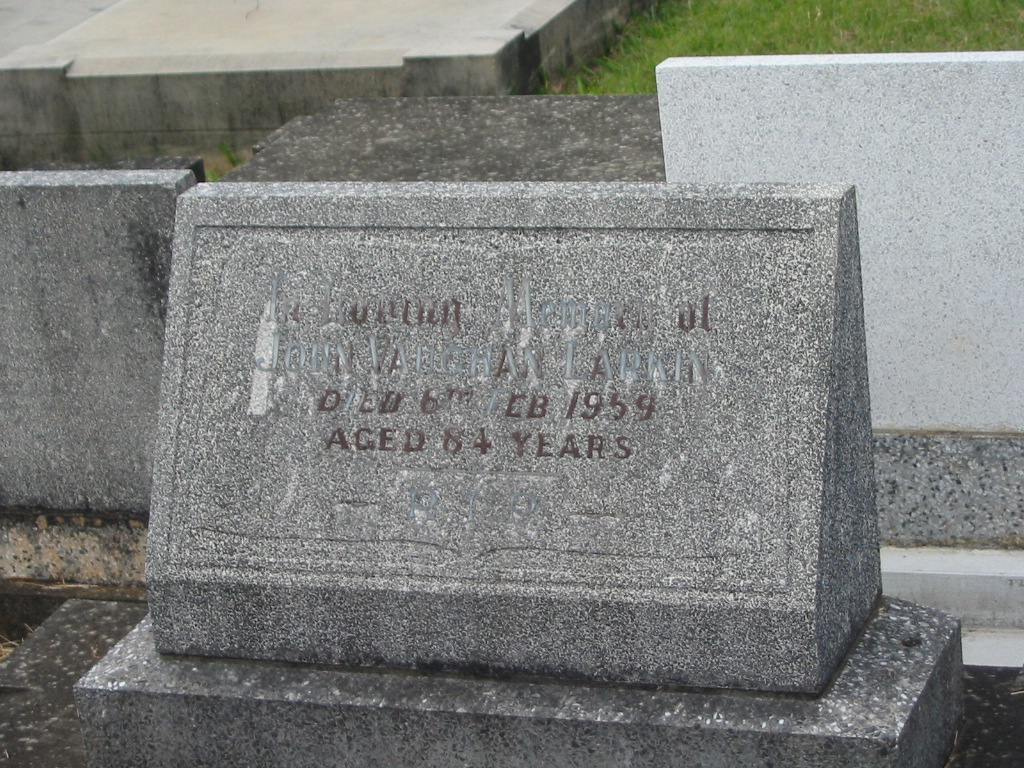 In Loving Memory of
JOHN VAUGHAN LARKIN
DIED 6TH FEB 1959
AGED 84 YEARS
- R I P -